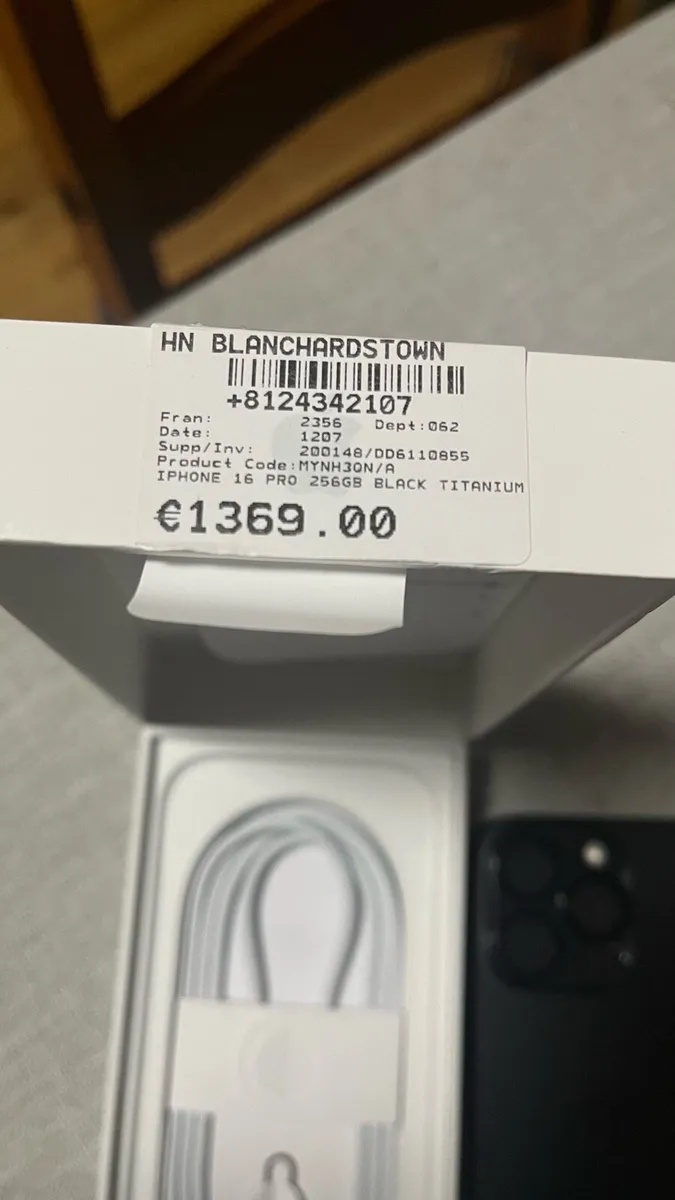 HN BLANCHARDSTOWN
+8124342107
Fran: 2356 Dept:062
Date: 1207
Supp/Inv: 200148/DD6110855
Product Code:MYNH3QN/A
IPHONE 16 PRO 256GB BLACK TITANIUM
€1369.00